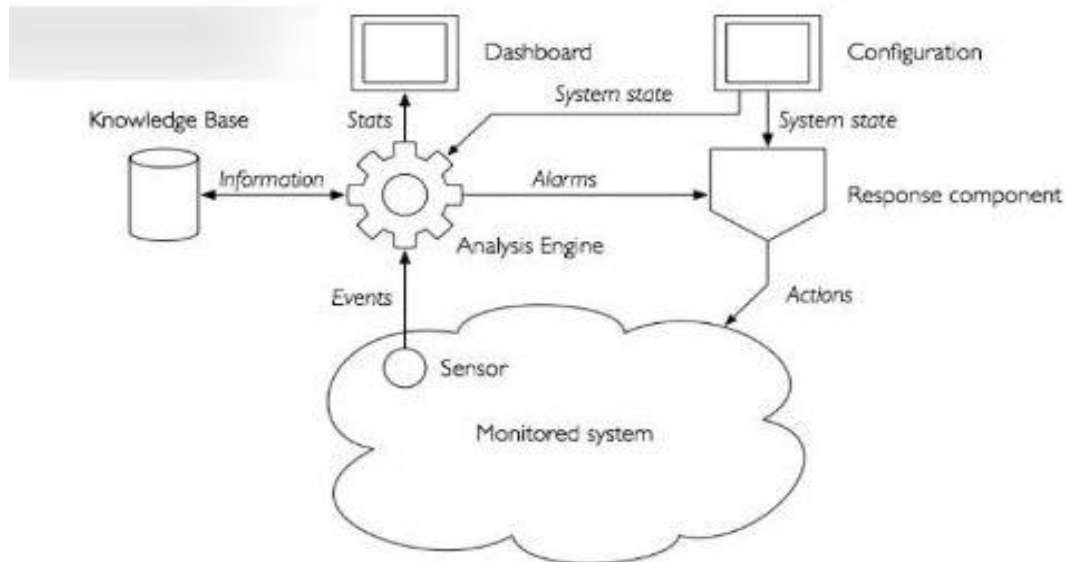 Dashboard
Configuration
System state
Knowledge Base
Stats
System state
Information
Alarms
Response component
Analysis Engine
Events
Actions
Sensor
Monitored system